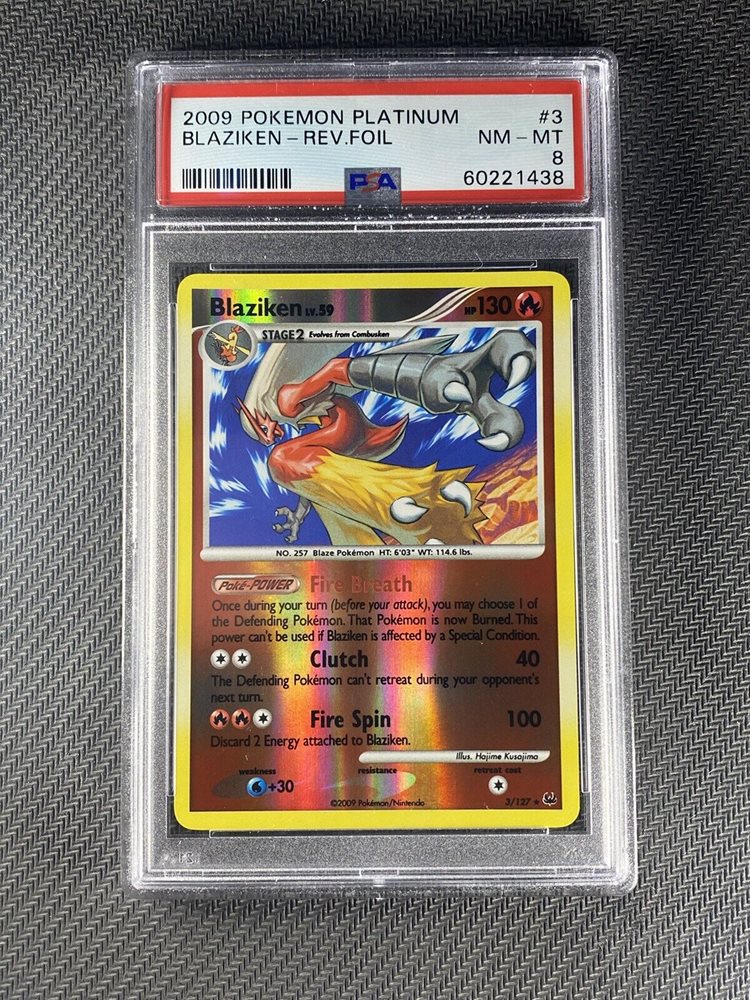 2009 POKEMON PLATINUM #3
BLAZIKEN - REV.FOIL NM - MT
8
PSA 60221438
Blaziken LV.59 HP 130
STAGE2 Evolves from Combusken
NO. 257 Blaze Pokémon HT: 6'03" WT: 114.6 lbs.
Poké-POWER Fire Breath
Once during your turn (before your attack), you may choose 1 of
the Defending Pokémon. That Pokémon is now Burned. This
power can't be used if Blaziken is affected by a Special Condition.
Clutch 40
The Defending Pokémon can't retreat during your opponent's
next turn.
Fire Spin 100
Discard 2 Energy attached to Blaziken.
Illus. Hajime Kusajima
weakness resistance retreat cost
+30
©2009 Pokémon/Nintendo 3/127